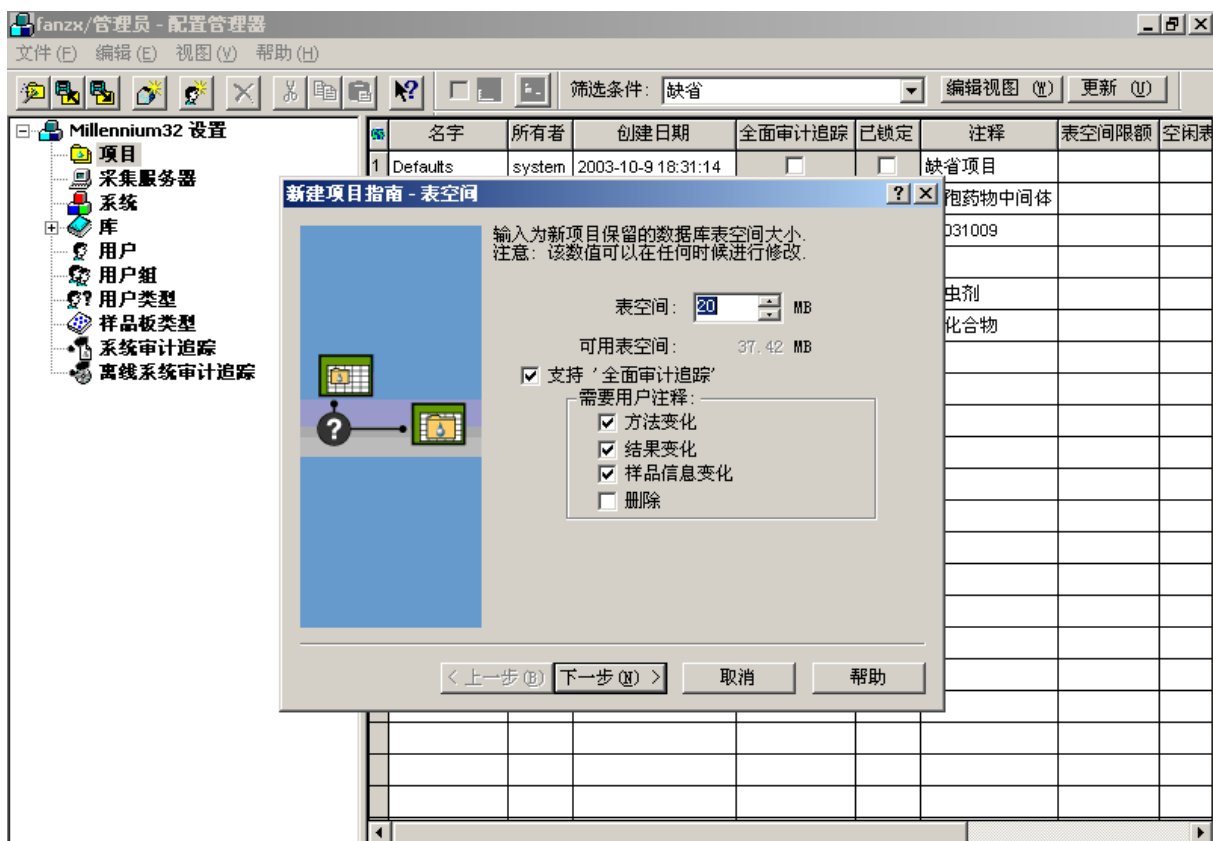 fanzx/管理员 - 配置管理器
文件(F) 编辑(E) 视图(V) 帮助(H)
筛选条件: 缺省 编辑视图 (W) 更新 (U)
Millennium32 设置
项目
采集服务器
系统
库
用户
用户组
用户类型
样品板类型
系统审计追踪
离线系统审计追踪
名字 所有者 创建日期 全面审计追踪 已锁定 注释 表空间限额 空闲表
1 Defaults system 2003-10-9 18:31:14 缺省项目
胞药物中间体
031009
虫剂
化合物
新建项目指南 - 表空间
输入为新项目保留的数据库表空间大小.
注意: 该数值可以在任何时候进行修改.
表空间: 20 MB
可用表空间: 37.42 MB
支持 '全面审计追踪'
需要用户注释:
方法变化
结果变化
样品信息变化
删除
< 上一步(B) 下一步(N) > 取消 帮助